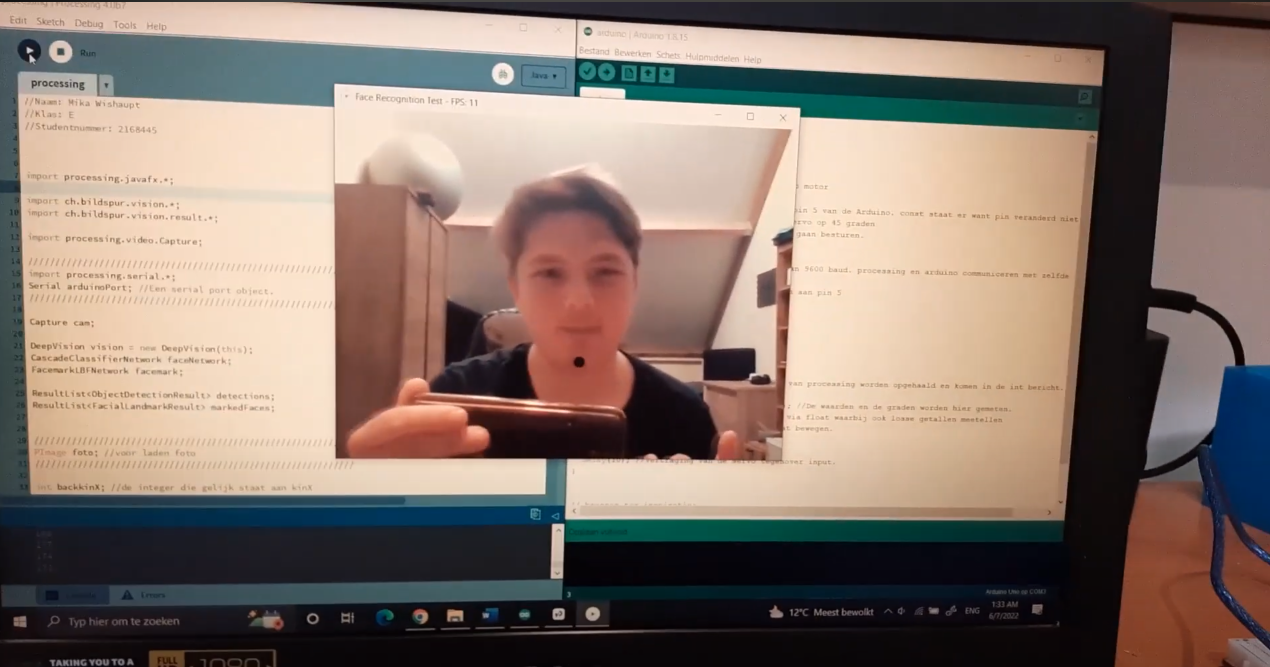 Processing 4.0b7
Edit Sketch Debug Tools Help
Run
Java
processing
//Naam: Mika Wishaupt
//Klas: E
//Studentnummer: 2168445
import processing.javafx.*;
import ch.bildspur.vision.*;
import ch.bildspur.vision.result.*;
import processing.video.Capture;
import processing.serial.*;
Serial arduinoPort; //Een serial port object.
Capture cam;
DeepVision vision = new DeepVision(this);
CascadeClassifierNetwork faceNetwork;
FacemarkLBFNetwork facemark;
ResultList<ObjectDetectionResult> detections;
ResultList<FacialLandmarkResult> markedFaces;
PImage foto; //voor laden foto
int backkinX; //de integer die gelijk staat aan kinX
Errors
Face Recognition Test - FPS: 11
arduino | Arduino 1.8.15
Bestand Bewerken Schets Hulpmiddelen Help
motor
pin 5 van de Arduino. const staat er want pin veranderd niet
ervo op 45 graden
gaan besturen.
9600 baud. processing en arduino communiceren met zelfde
aan pin 5
van processing worden opgehaald en komen in de int bericht.
//De waarden en de graden worden hier gemeten.
via float waarbij ook losse getallen meetellen
bewegen.
input.
Arduino Uno op COM3
Typ hier om te zoeken
12°C Meest bewolkt
ENG
1:33 AM
6/7/2022
TAKING YOU TO A
FULL
1080